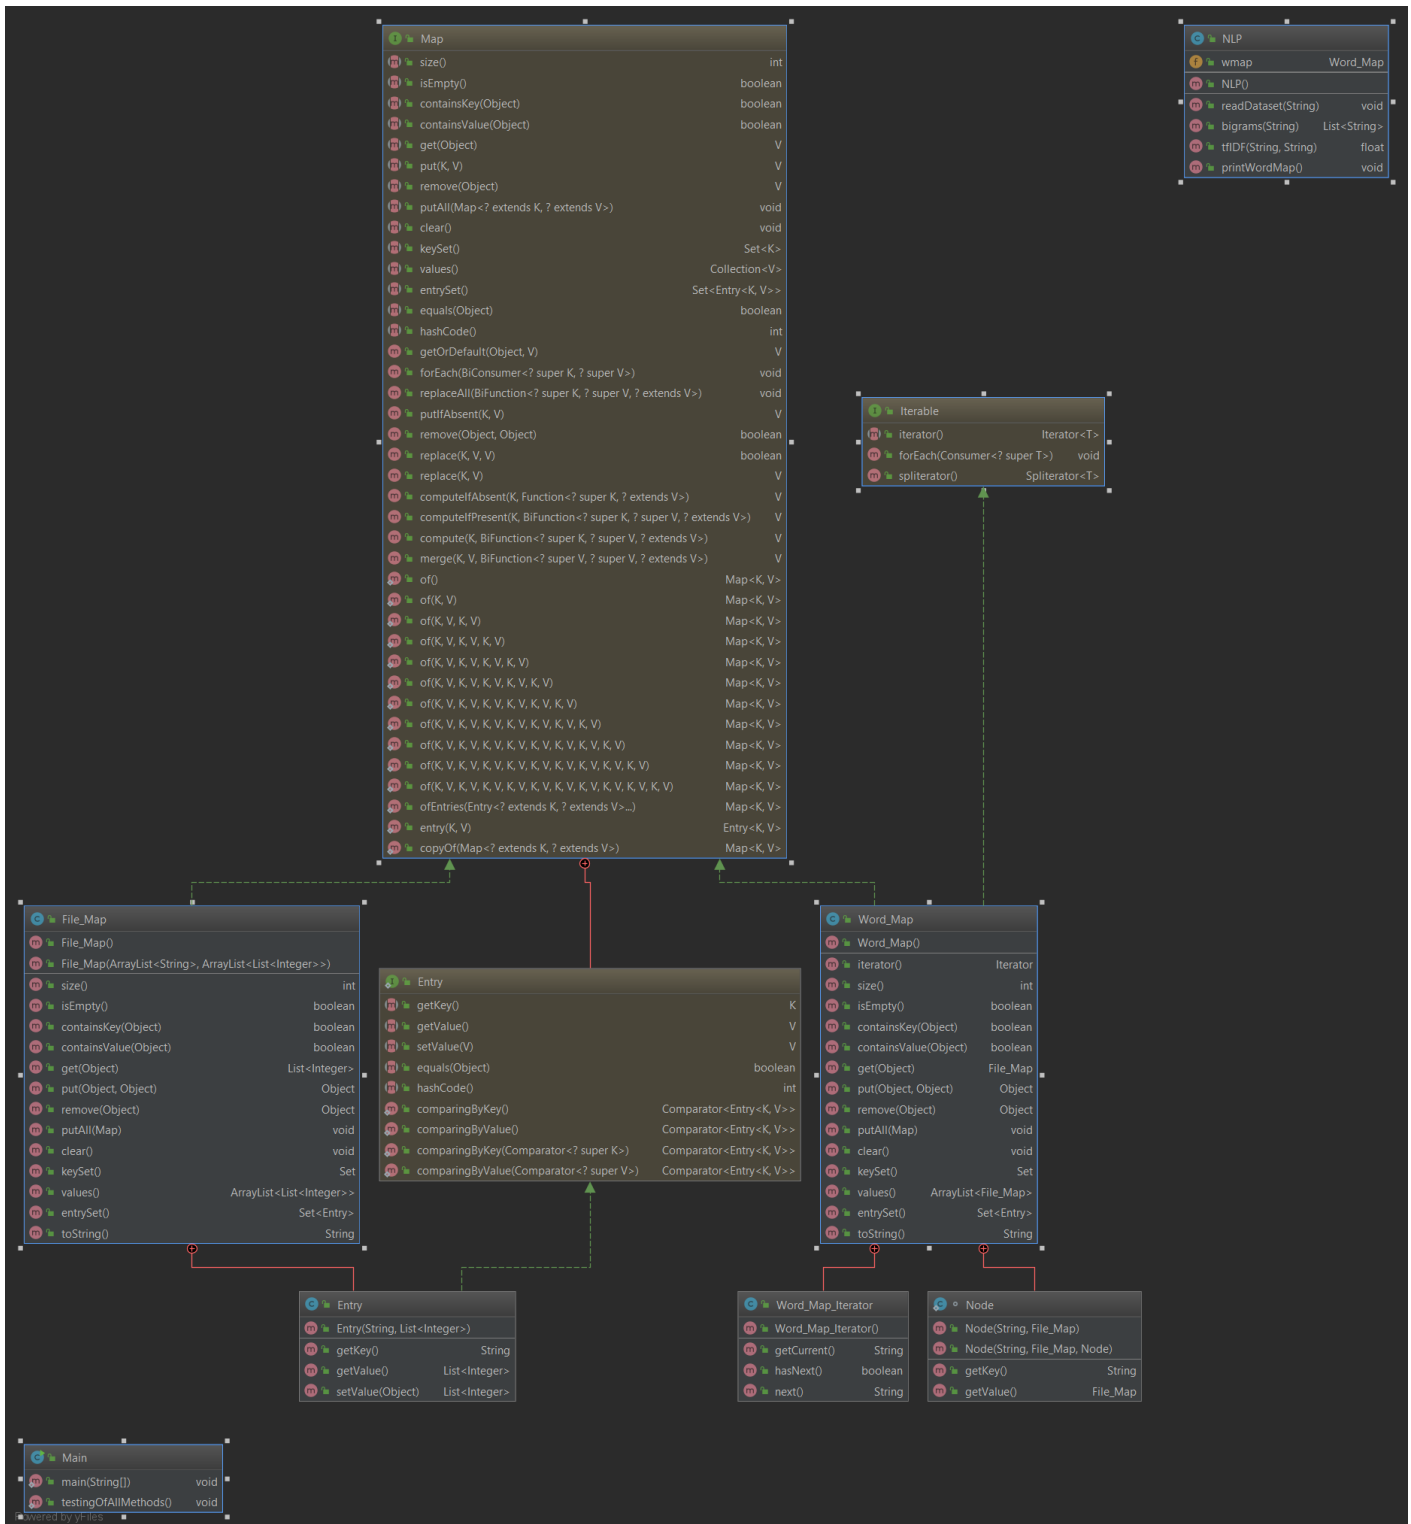 Map
size() int
isEmpty() boolean
containsKey(Object) boolean
containsValue(Object) boolean
get(Object) V
put(K, V) V
remove(Object) V
putAll(Map<? extends K, ? extends V>) void
clear() void
keySet() Set<K>
values() Collection<V>
entrySet() Set<Entry<K, V>>
equals(Object) boolean
hashCode() int
getOrDefault(Object, V) V
forEach(BiConsumer<? super K, ? super V>) void
replaceAll(BiFunction<? super K, ? super V, ? extends V>) void
putIfAbsent(K, V) V
remove(Object, Object) boolean
replace(K, V, V) boolean
replace(K, V) V
computeIfAbsent(K, Function<? super K, ? extends V>) V
computeIfPresent(K, BiFunction<? super K, ? super V, ? extends V>) V
compute(K, BiFunction<? super K, ? super V, ? extends V>) V
merge(K, V, BiFunction<? super V, ? super V, ? extends V>) V
of() Map<K, V>
of(K, V) Map<K, V>
of(K, V, K, V) Map<K, V>
of(K, V, K, V, K, V) Map<K, V>
of(K, V, K, V, K, V, K, V) Map<K, V>
of(K, V, K, V, K, V, K, V, K, V) Map<K, V>
of(K, V, K, V, K, V, K, V, K, V, K, V) Map<K, V>
of(K, V, K, V, K, V, K, V, K, V, K, V, K, V) Map<K, V>
of(K, V, K, V, K, V, K, V, K, V, K, V, K, V, K, V) Map<K, V>
of(K, V, K, V, K, V, K, V, K, V, K, V, K, V, K, V, K, V) Map<K, V>
of(K, V, K, V, K, V, K, V, K, V, K, V, K, V, K, V, K, V, K, V) Map<K, V>
ofEntries(Entry<? extends K, ? extends V>...) Map<K, V>
entry(K, V) Entry<K, V>
copyOf(Map<? extends K, ? extends V>) Map<K, V>
NLP
wmap Word_Map
NLP()
readDataset(String) void
bigrams(String) List<String>
tfIDF(String, String) float
printWordMap() void
Iterable
iterator() Iterator<T>
forEach(Consumer<? super T>) void
spliterator() Spliterator<T>
File_Map
File_Map()
File_Map(ArrayList<String>, ArrayList<List<Integer>>)
size() int
isEmpty() boolean
containsKey(Object) boolean
containsValue(Object) boolean
get(Object) List<Integer>
put(Object, Object) Object
remove(Object) Object
putAll(Map) void
clear() void
keySet() Set
values() ArrayList<List<Integer>>
entrySet() Set<Entry>
toString() String
Entry
getKey() K
getValue() V
setValue(V) V
equals(Object) boolean
hashCode() int
comparingByKey() Comparator<Entry<K, V>>
comparingByValue() Comparator<Entry<K, V>>
comparingByKey(Comparator<? super K>) Comparator<Entry<K, V>>
comparingByValue(Comparator<? super V>) Comparator<Entry<K, V>>
Word_Map
Word_Map()
iterator() Iterator
size() int
isEmpty() boolean
containsKey(Object) boolean
containsValue(Object) boolean
get(Object) File_Map
put(Object, Object) Object
remove(Object) Object
putAll(Map) void
clear() void
keySet() Set
values() ArrayList<File_Map>
entrySet() Set<Entry>
toString() String
Entry
Entry(String, List<Integer>)
getKey() String
getValue() List<Integer>
setValue(Object) List<Integer>
Word_Map_Iterator
Word_Map_Iterator()
getCurrent() String
hasNext() boolean
next() String
Node
Node(String, File_Map)
Node(String, File_Map, Node)
getKey() String
getValue() File_Map
Main
main(String[]) void
testingOfAllMethods() void
Powered by yFiles